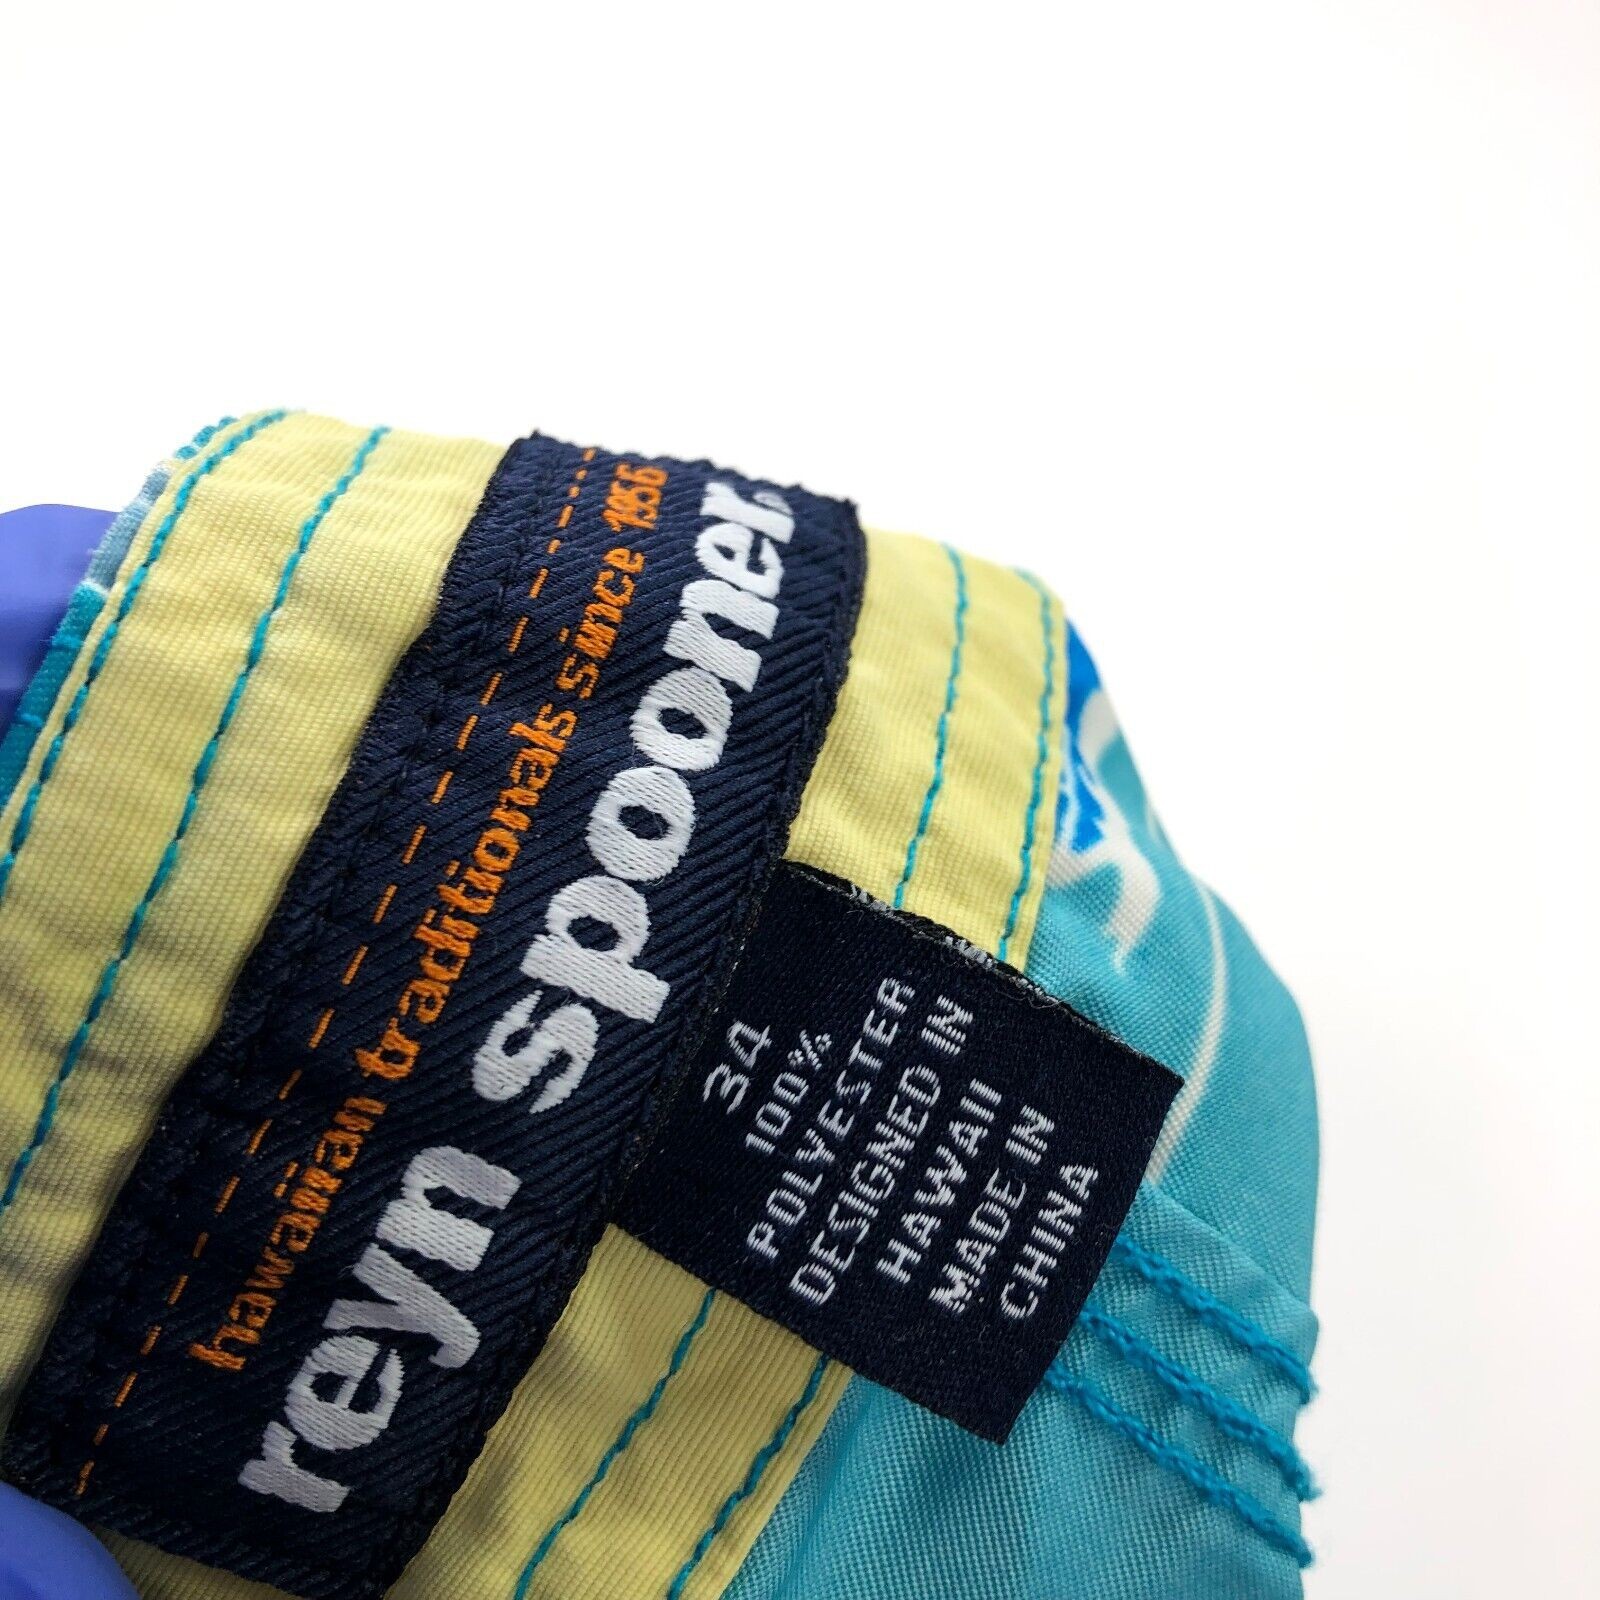 reyn spooner
hawaiian traditionals since 1956
34
100%
POLYESTER
DESIGNED IN
HAWAII
MADE IN
CHINA